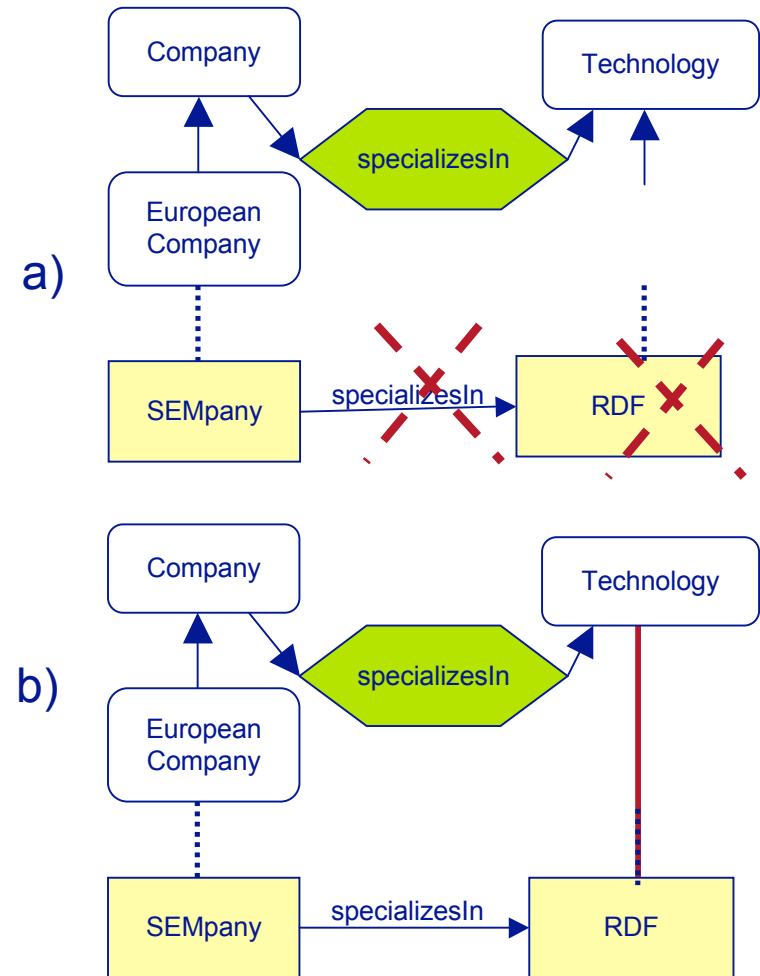 Company
Technology
specializesIn
European
Company
a)
SEMpany
specializesIn
RDF
Company
Technology
specializesIn
b)
European
Company
SEMpany
specializesIn
RDF